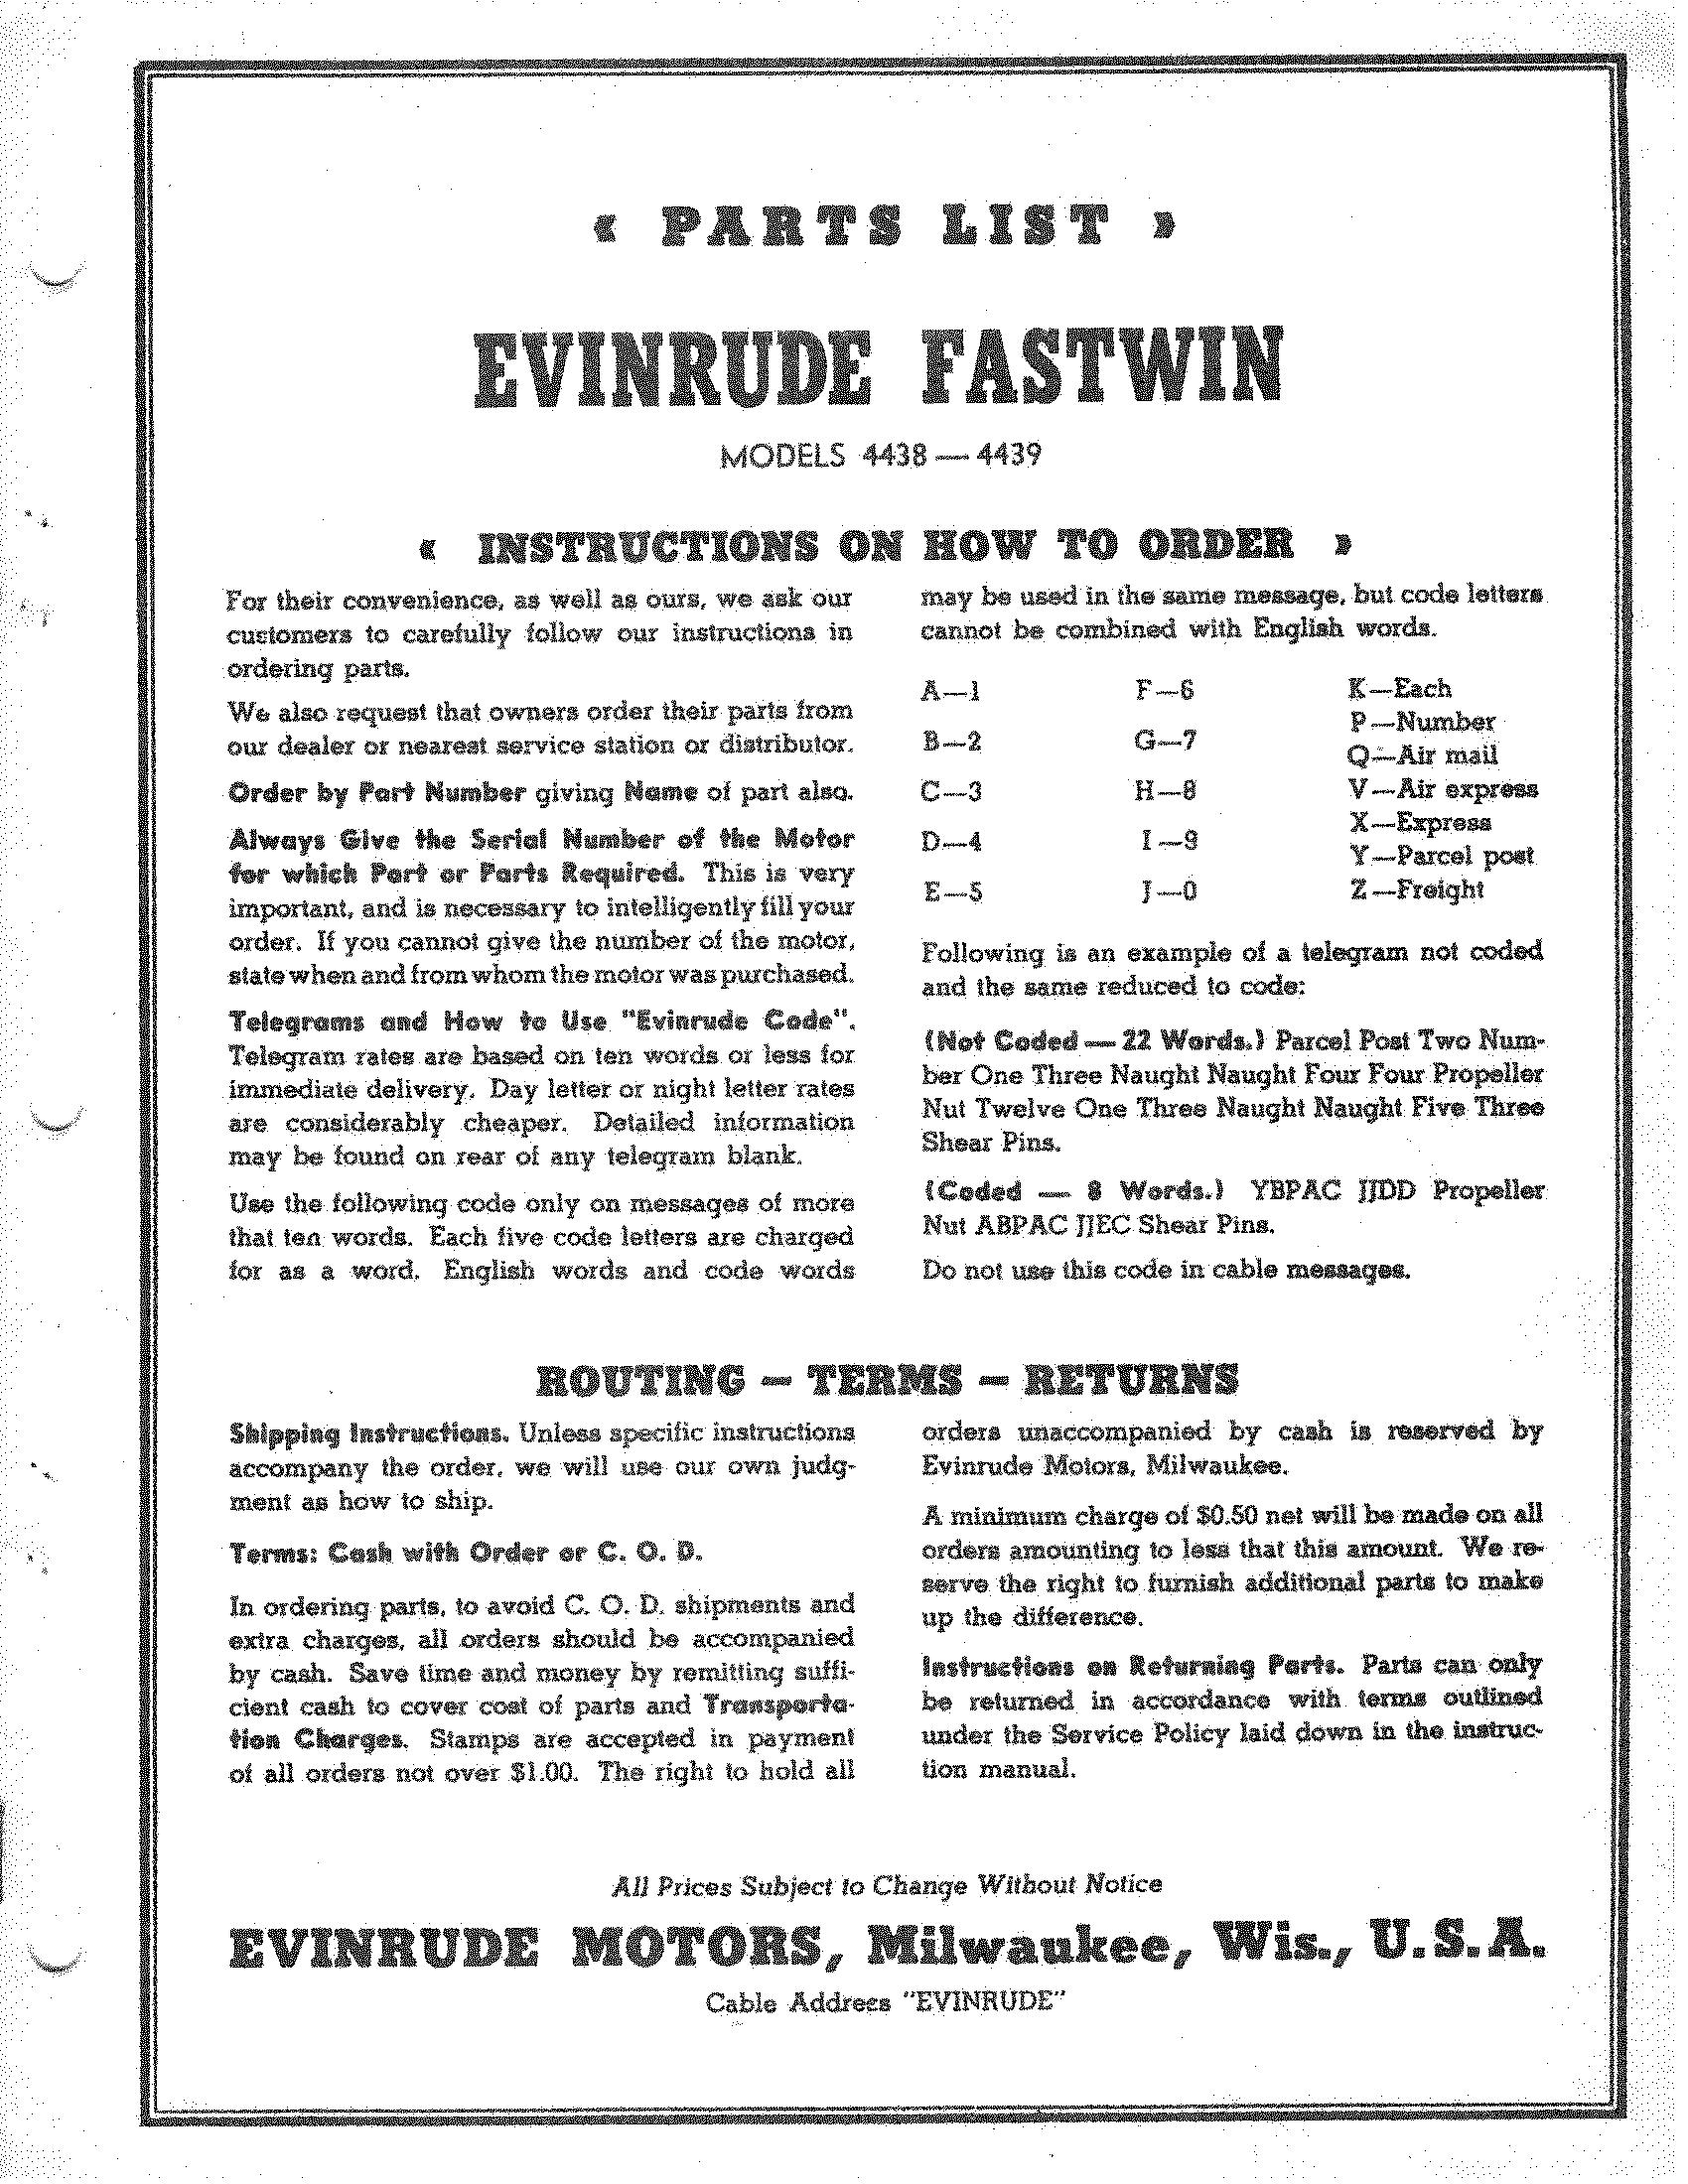 « PARTS LIST »
EVINRUDE FASTWIN
MODELS 4438 — 4439
« INSTRUCTIONS ON HOW TO ORDER »
For their convenience, as well as ours, we ask our
customers to carefully follow our instructions in
ordering parts.
We also request that owners order their parts from
our dealer or nearest service station or distributor.
Order by Part Number giving Name of part also.
Always Give the Serial Number of the Motor
for which Part or Parts Required. This is very
important, and is necessary to intelligently fill your
order. If you cannot give the number of the motor,
state when and from whom the motor was purchased.
Telegrams and How to Use "Evinrude Code".
Telegram rates are based on ten words or less for
immediate delivery. Day letter or night letter rates
are considerably cheaper. Detailed information
may be found on rear of any telegram blank.
Use the following code only on messages of more
that ten words. Each five code letters are charged
for as a word. English words and code words
may be used in the same message, but code letters
cannot be combined with English words.
A—1
B—2
C—3
D—4
E—5
F—6
G—7
H—8
I—9
J—0
K—Each
P—Number
Q—Air mail
V—Air express
X—Express
Y—Parcel post
Z—Freight
Following is an example of a telegram not coded
and the same reduced to code:
(Not Coded — 22 Words.) Parcel Post Two Num-
ber One Three Naught Naught Four Four Propeller
Nut Twelve One Three Naught Naught Five Three
Shear Pins.
(Coded — 8 Words.) YBPAC JJDD Propeller
Nut ABPAC JJEC Shear Pins.
Do not use this code in cable messages.
ROUTING – TERMS – RETURNS
Shipping Instructions. Unless specific instructions
accompany the order, we will use our own judg-
ment as how to ship.
Terms: Cash with Order or C. O. D.
In ordering parts, to avoid C. O. D. shipments and
extra charges, all orders should be accompanied
by cash. Save time and money by remitting suffi-
cient cash to cover cost of parts and Transporta-
tion Charges. Stamps are accepted in payment
of all orders not over $1.00. The right to hold all
orders unaccompanied by cash is reserved by
Evinrude Motors, Milwaukee.
A minimum charge of $0.50 net will be made on all
orders amounting to less that this amount. We re-
serve the right to furnish additional parts to make
up the difference.
Instructions on Returning Parts. Parts can only
be returned in accordance with terms outlined
under the Service Policy laid down in the instruc-
tion manual.
All Prices Subject to Change Without Notice
EVINRUDE MOTORS, Milwaukee, Wis., U.S.A.
Cable Address "EVINRUDE"